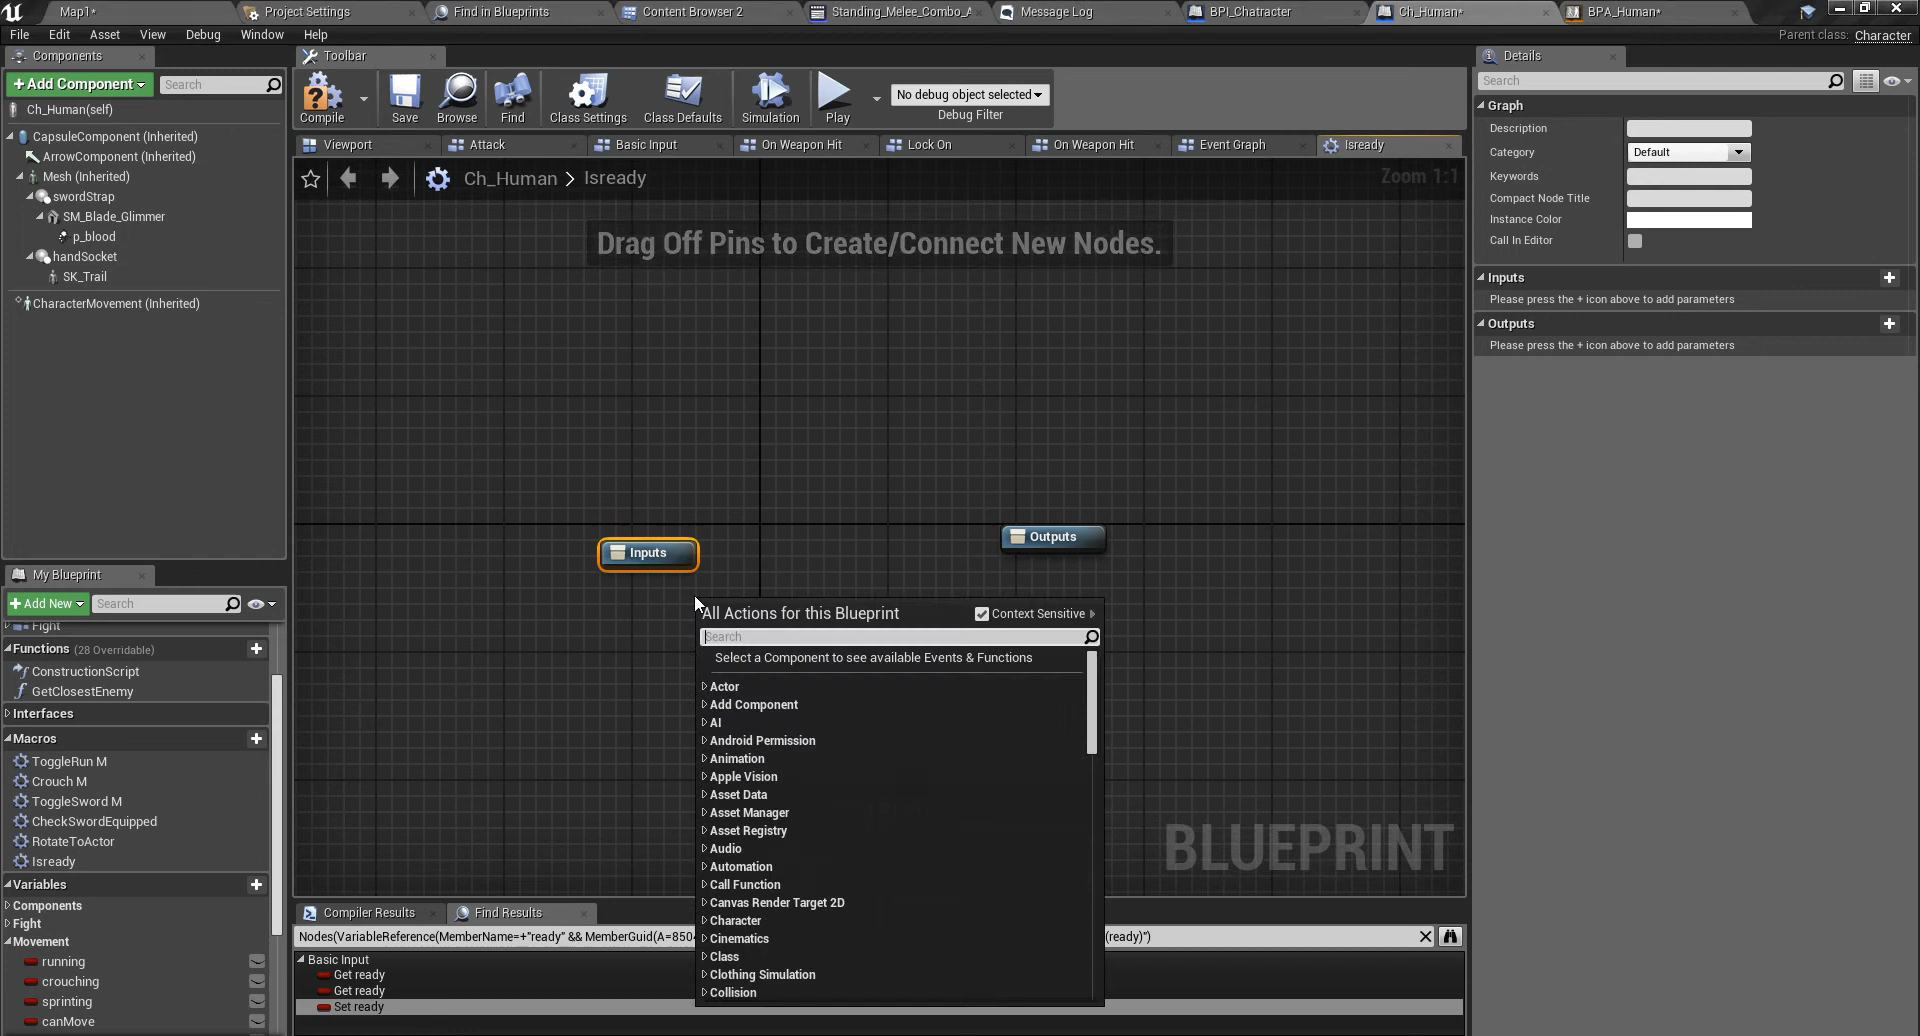 Map1*
Project Settings
Find in Blueprints
Content Browser 2
Standing_Melee_Combo_A
Message Log
BPI_Chatracter
Ch_Human*
BPA_Human*
File Edit Asset View Debug Window Help
Parent class: Character
Components
Toolbar
Details
+ Add Component
Search
Ch_Human(self)
CapsuleComponent (Inherited)
ArrowComponent (Inherited)
Mesh (Inherited)
swordStrap
SM_Blade_Glimmer
p_blood
handSocket
SK_Trail
CharacterMovement (Inherited)
Compile
Save
Browse
Find
Class Settings
Class Defaults
Simulation
Play
No debug object selected
Debug Filter
Viewport
Attack
Basic Input
On Weapon Hit
Lock On
On Weapon Hit
Event Graph
Isready
Ch_Human > Isready
Zoom 1:1
Drag Off Pins to Create/Connect New Nodes.
Inputs
Outputs
All Actions for this Blueprint
Context Sensitive
Search
Select a Component to see available Events & Functions
Actor
Add Component
AI
Android Permission
Animation
Apple Vision
Asset Data
Asset Manager
Asset Registry
Audio
Automation
Call Function
Canvas Render Target 2D
Character
Cinematics
Class
Clothing Simulation
Collision
BLUEPRINT
Search
Graph
Description
Category
Default
Keywords
Compact Node Title
Instance Color
Call In Editor
Inputs
Please press the + icon above to add parameters
Outputs
Please press the + icon above to add parameters
My Blueprint
+ Add New
Search
Fight
Functions (28 Overridable)
ConstructionScript
GetClosestEnemy
Interfaces
Macros
ToggleRun M
Crouch M
ToggleSword M
CheckSwordEquipped
RotateToActor
Isready
Variables
Components
Fight
Movement
running
crouching
sprinting
canMove
Compiler Results
Find Results
Nodes(VariableReference(MemberName=+"ready" && MemberGuid(A=850
(ready)")
Basic Input
Get ready
Get ready
Set ready